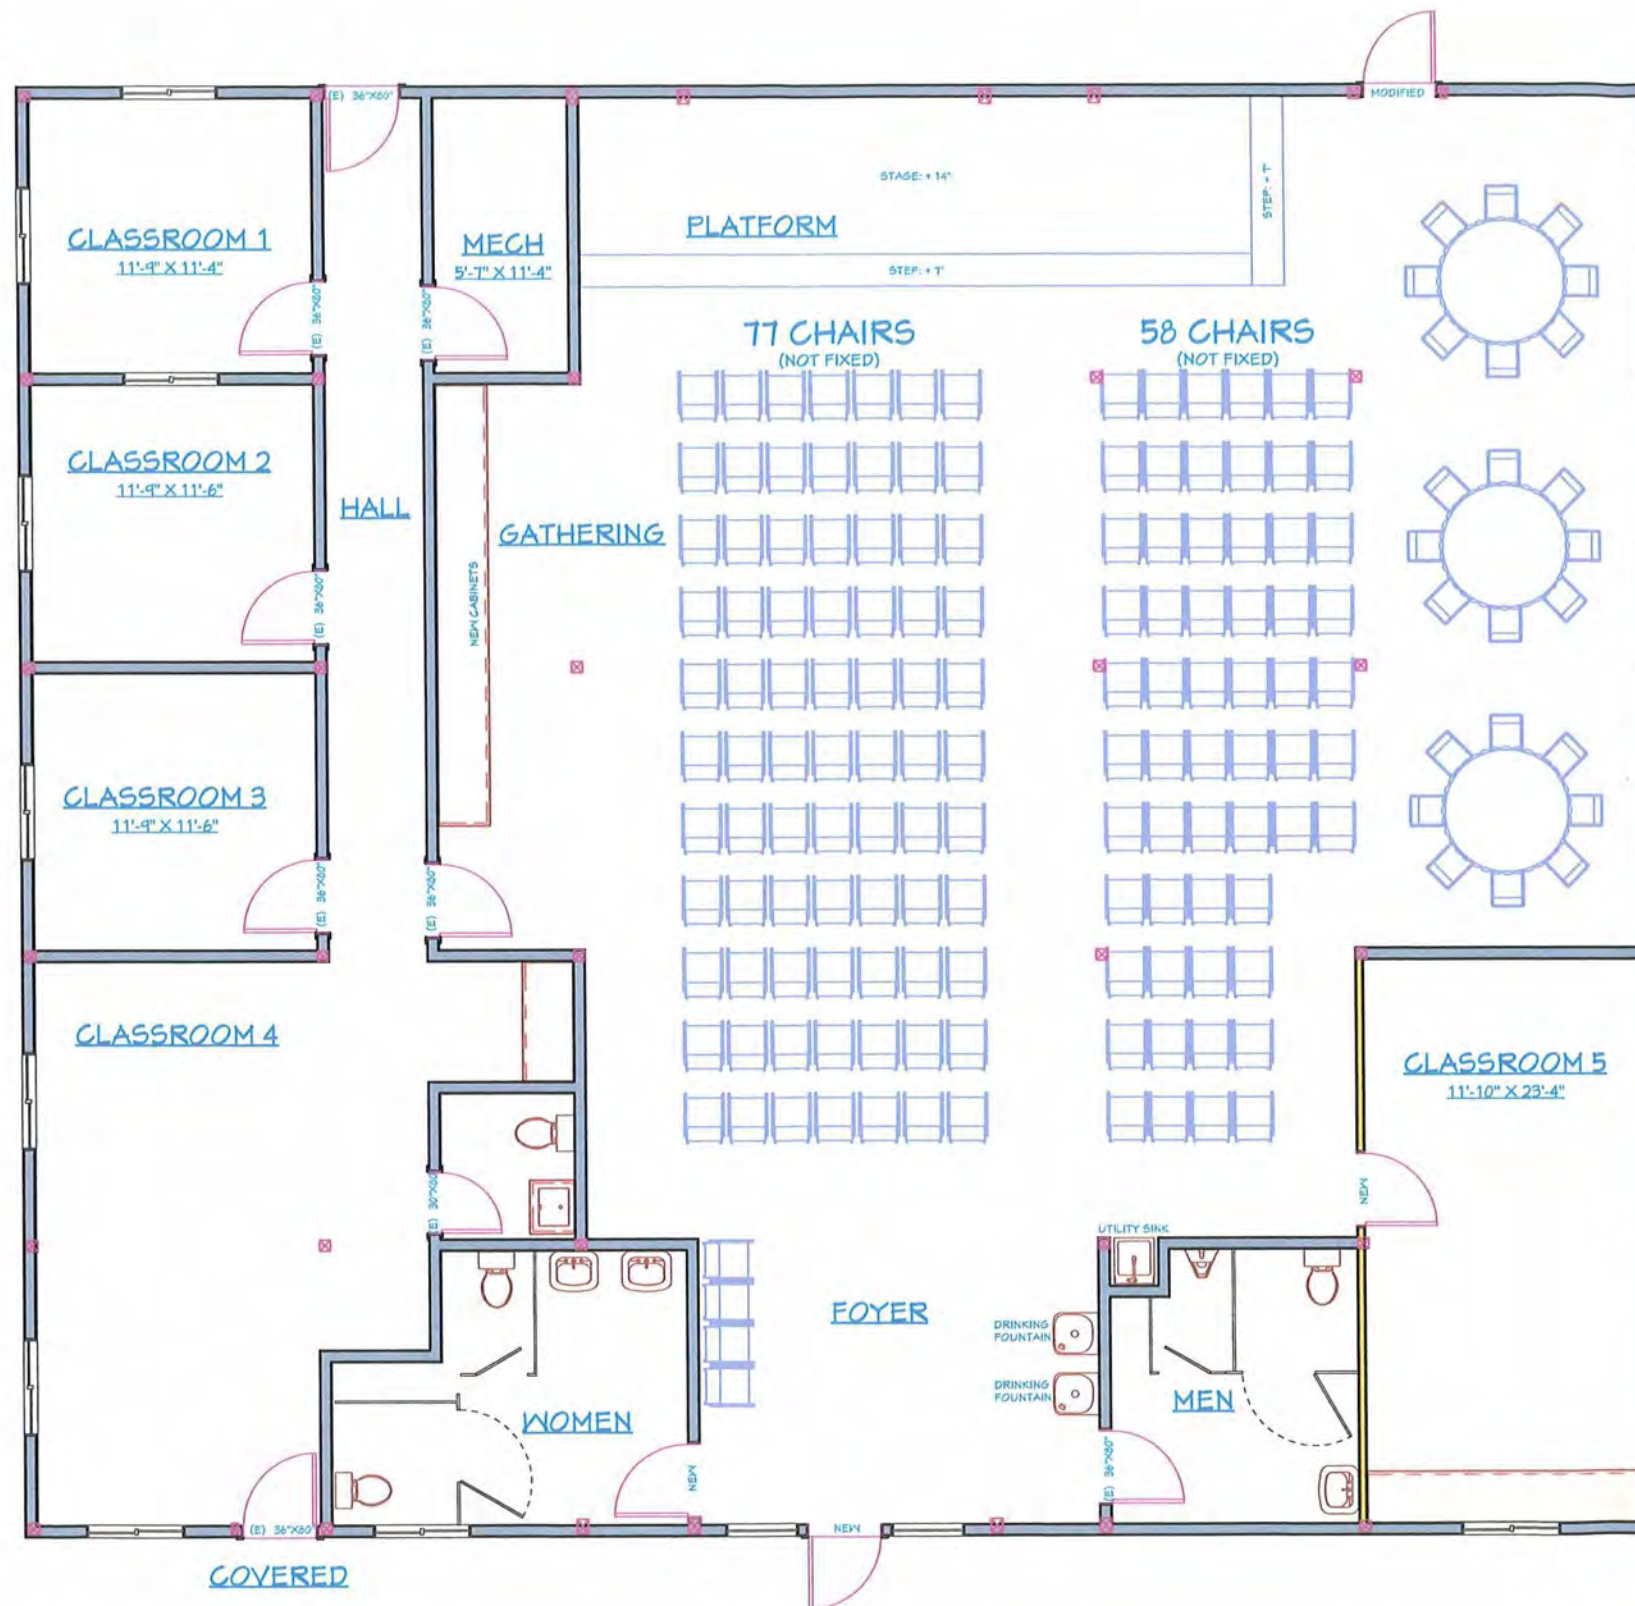 (E) 36"X80"
MODIFIED
CLASSROOM 1
11'-9" X 11'-4"
MECH
5'-7" X 11'-4"
STAGE: + 14"
PLATFORM
STEP: + 7"
STEP: + 7"
(E) 36"X80"
(E) 36"X80"
77 CHAIRS
(NOT FIXED)
58 CHAIRS
(NOT FIXED)
CLASSROOM 2
11'-9" X 11'-6"
HALL
GATHERING
NEW CABINETS
(E) 36"X80"
CLASSROOM 3
11'-9" X 11'-6"
(E) 36"X80"
(E) 36"X80"
CLASSROOM 4
CLASSROOM 5
11'-10" X 23'-4"
(E) 30"X80"
NEW
UTILITY SINK
FOYER
DRINKING
FOUNTAIN
DRINKING
FOUNTAIN
WOMEN
MEN
NEW
(E) 36"X80"
(E) 36"X80"
NEW
COVERED